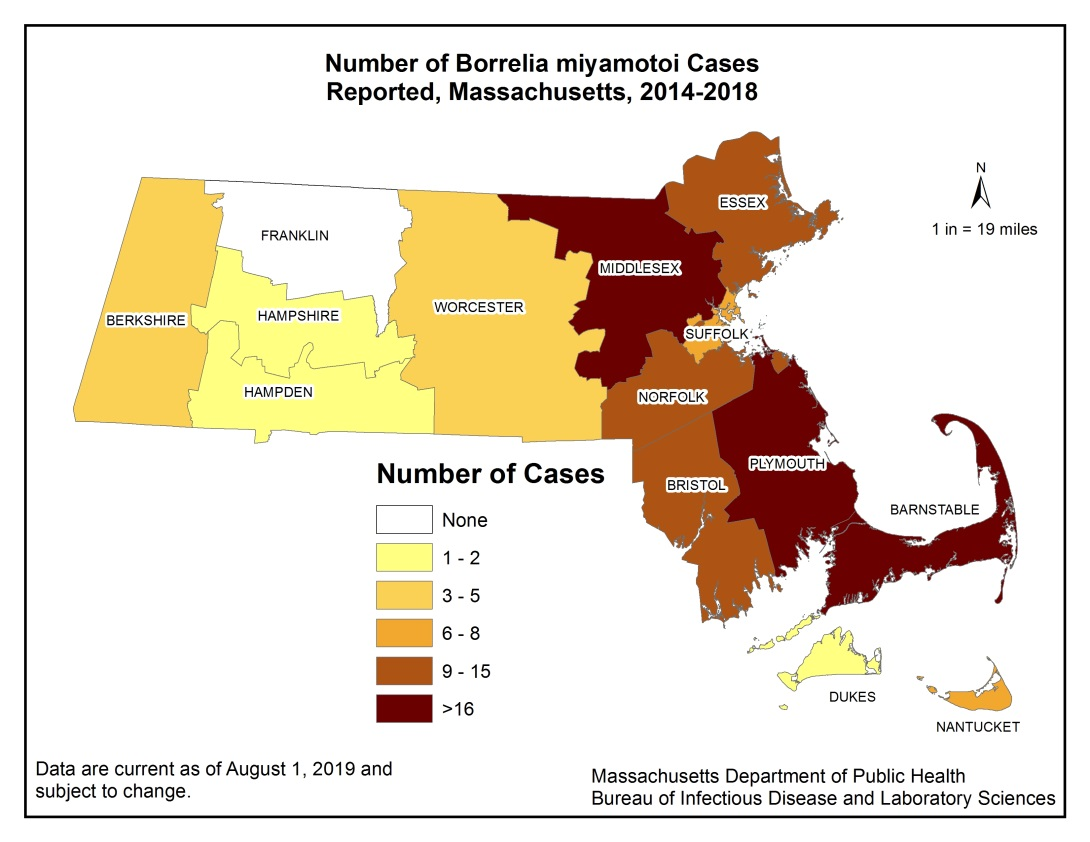 Number of Borrelia miyamotoi Cases
Reported, Massachusetts, 2014-2018
N
1 in = 19 miles
ESSEX
FRANKLIN
MIDDLESEX
BERKSHIRE
HAMPSHIRE
WORCESTER
SUFFOLK
HAMPDEN
NORFOLK
PLYMOUTH
BRISTOL
BARNSTABLE
DUKES
NANTUCKET
Number of Cases
None
1 - 2
3 - 5
6 - 8
9 - 15
>16
Data are current as of August 1, 2019 and
subject to change.
Massachusetts Department of Public Health
Bureau of Infectious Disease and Laboratory Sciences